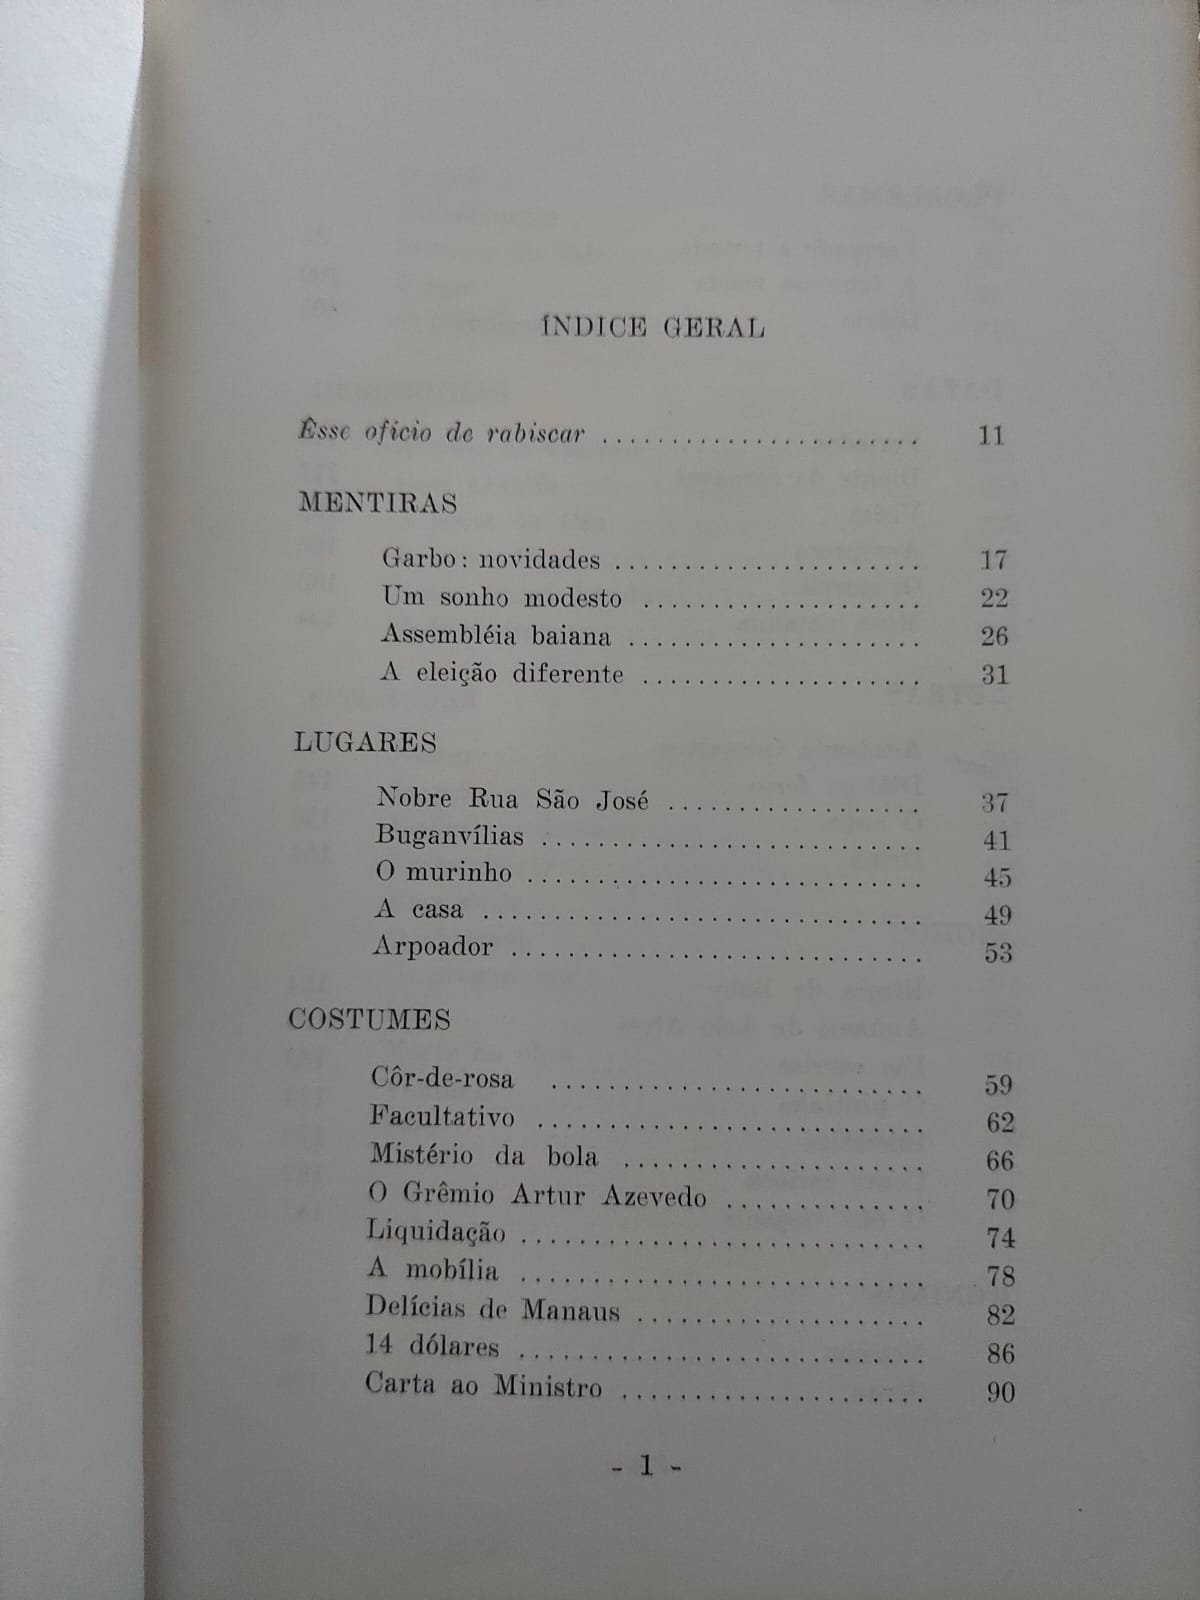 ÍNDICE GERAL
Êsse ofício de rabiscar ....................... 11
MENTIRAS
Garbo: novidades ...................... 17
Um sonho modesto .................... 22
Assembléia baiana ..................... 26
A eleição diferente .................... 31
LUGARES
Nobre Rua São José .................. 37
Buganvílias ........................... 41
O murinho ............................ 45
A casa ............................... 49
Arpoador ............................. 53
COSTUMES
Côr-de-rosa .......................... 59
Facultativo ........................... 62
Mistério da bola ..................... 66
O Grêmio Artur Azevedo .............. 70
Liquidação ............................ 74
A mobília ............................ 78
Delícias de Manaus .................... 82
14 dólares ............................ 86
Carta ao Ministro ..................... 90
- 1 -